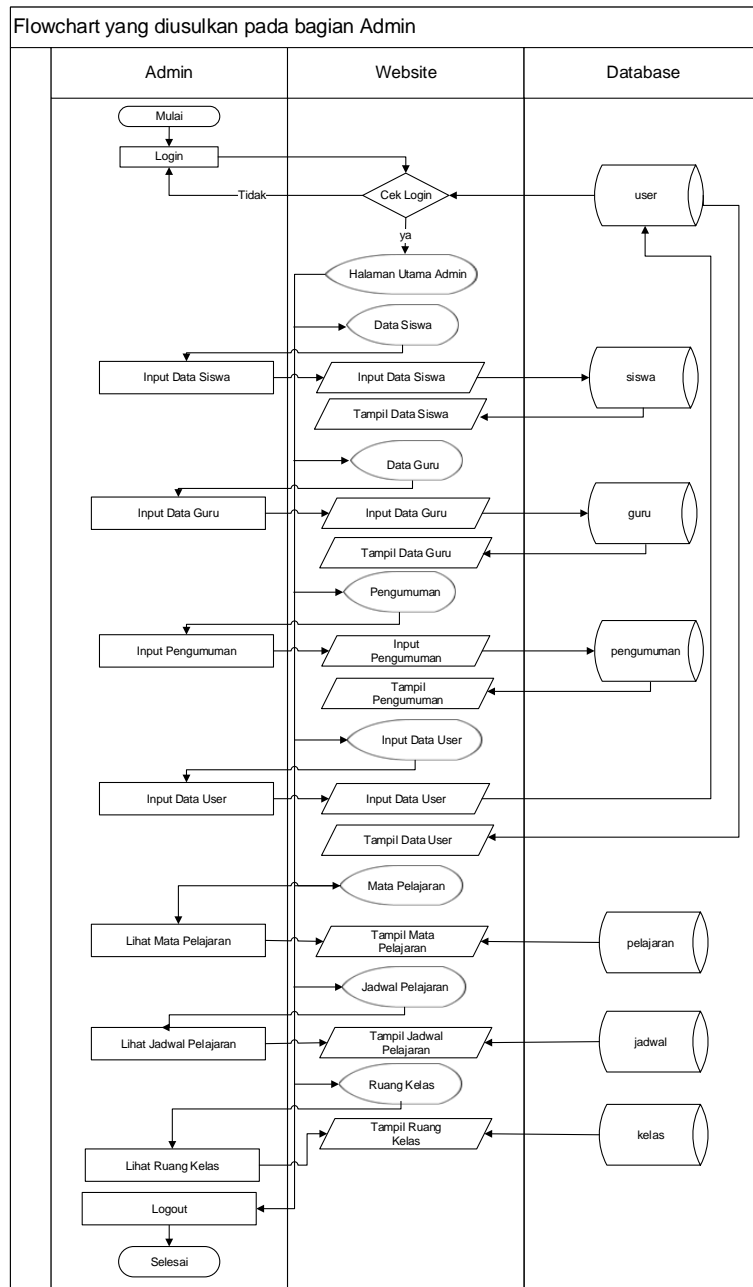 Flowchart yang diusulkan pada bagian Admin
Admin
Website
Database
Mulai
Login
Tidak
Cek Login
user
ya
Halaman Utama Admin
Data Siswa
Input Data Siswa
Input Data Siswa
siswa
Tampil Data Siswa
Data Guru
Input Data Guru
Input Data Guru
guru
Tampil Data Guru
Pengumuman
Input Pengumuman
Input
Pengumuman
pengumuman
Tampil
Pengumuman
Input Data User
Input Data User
Input Data User
Tampil Data User
Mata Pelajaran
Lihat Mata Pelajaran
Tampil Mata
Pelajaran
pelajaran
Jadwal Pelajaran
Lihat Jadwal Pelajaran
Tampil Jadwal
Pelajaran
jadwal
Ruang Kelas
Tampil Ruang
Kelas
kelas
Lihat Ruang Kelas
Logout
Selesai